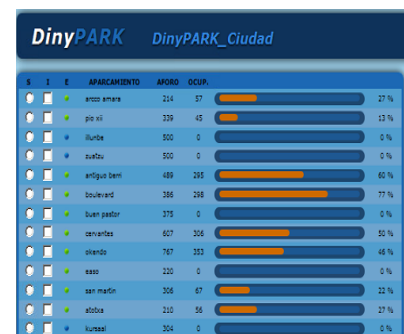 DinyPARK DinyPARK_Ciudad
S I E APARCAMIENTO AFORO OCUP.
arcco amara 214 57 27 %
pio xii 339 45 13 %
illunbe 500 0 0 %
zuatzu 500 0 0 %
antiguo berri 489 295 60 %
boulevard 386 298 77 %
buen pastor 375 0 0 %
cervantes 607 306 50 %
okendo 767 353 46 %
easo 220 0 0 %
san martin 306 67 22 %
atotxa 210 56 27 %
kursaal 304 0 0 %